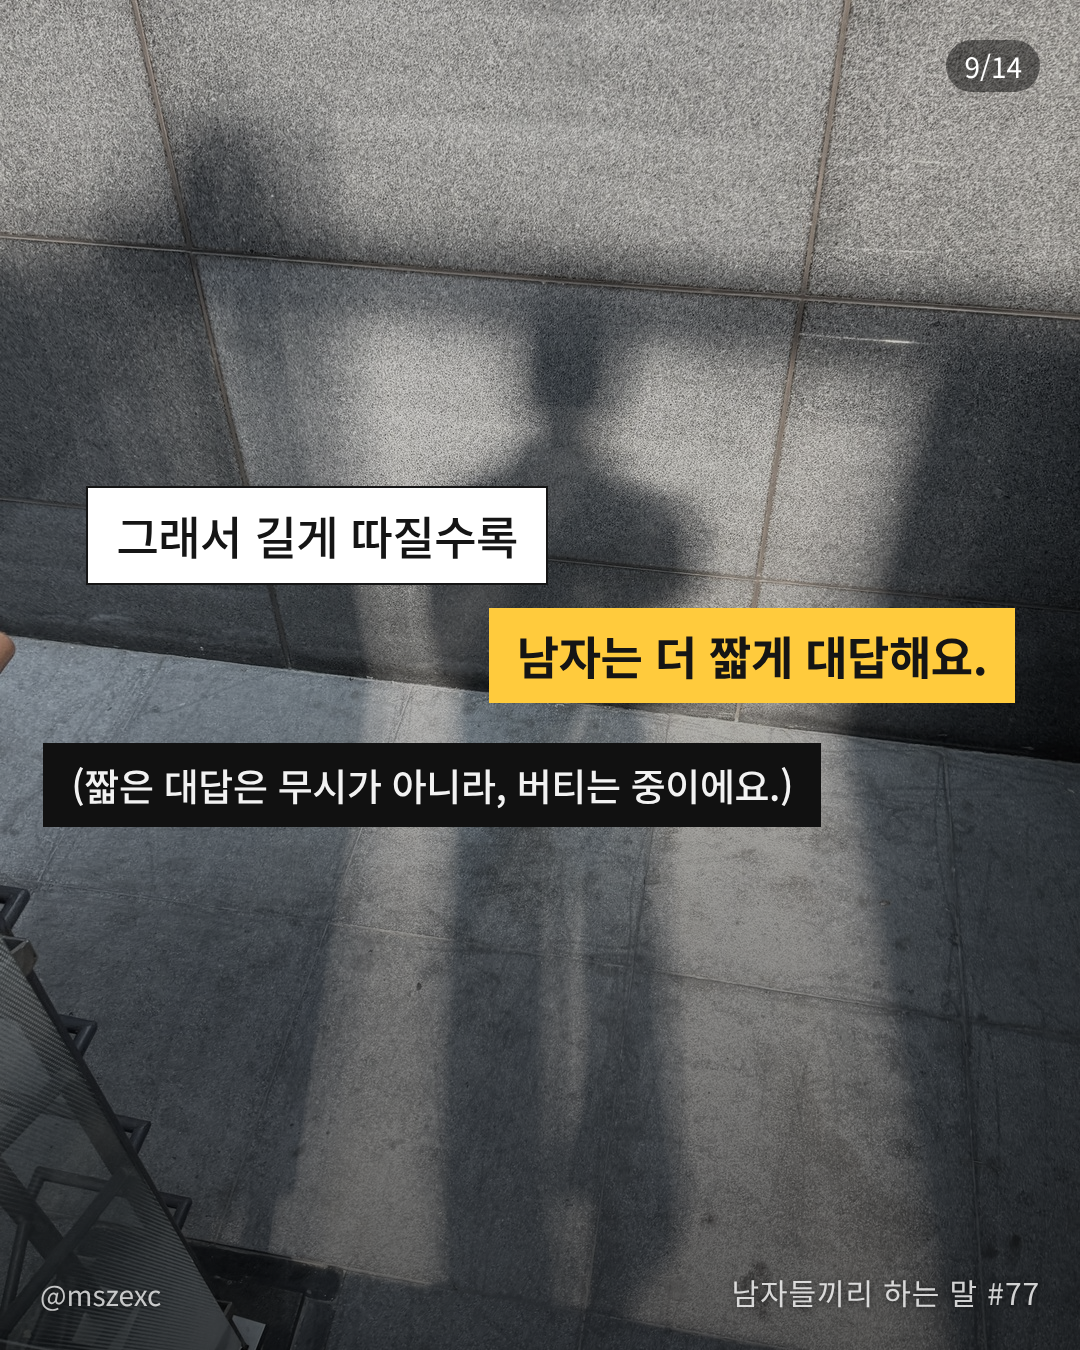 9/14
그래서 길게 따질수록
남자는 더 짧게 대답해요.
(짧은 대답은 무시가 아니라, 버티는 중이에요.)
@mszexc
남자들끼리 하는 말 #77